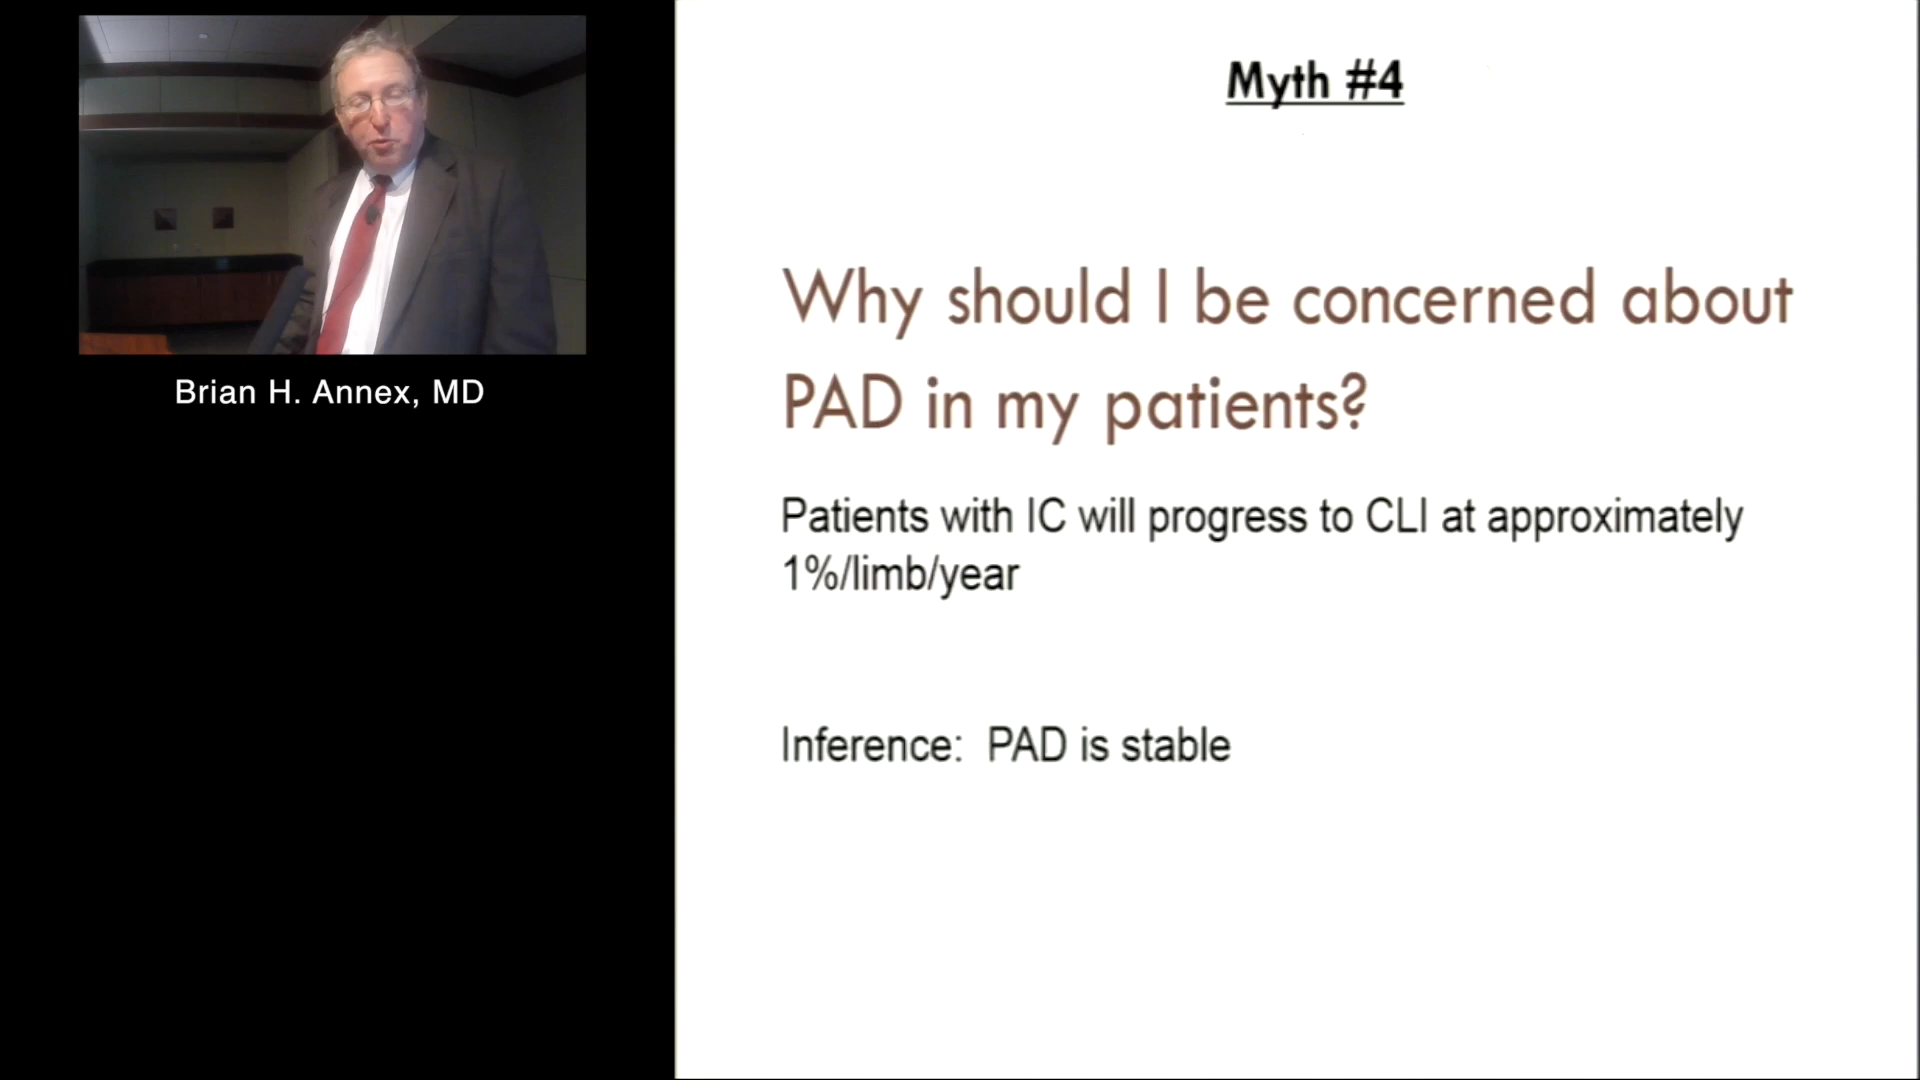 Brian H. Annex, MD
Myth #4
Why should I be concerned about
PAD in my patients?
Patients with IC will progress to CLI at approximately
1%/limb/year
Inference: PAD is stable